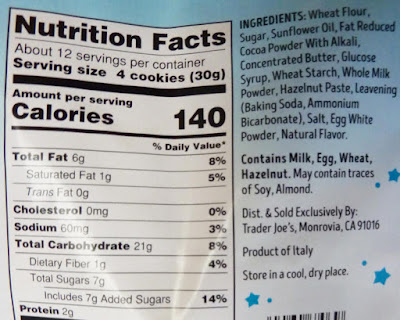 Nutrition Facts
About 12 servings per container
Serving size 4 cookies (30g)
Amount per serving
Calories 140
% Daily Value*
Total Fat 6g 8%
Saturated Fat 1g 5%
Trans Fat 0g
Cholesterol 0mg 0%
Sodium 60mg 3%
Total Carbohydrate 21g 8%
Dietary Fiber 1g 4%
Total Sugars 7g
Includes 7g Added Sugars 14%
Protein 2g
INGREDIENTS: Wheat Flour,
Sugar, Sunflower Oil, Fat Reduced
Cocoa Powder With Alkali,
Concentrated Butter, Glucose
Syrup, Wheat Starch, Whole Milk
Powder, Hazelnut Paste, Leavening
(Baking Soda, Ammonium
Bicarbonate), Salt, Egg White
Powder, Natural Flavor.
Contains Milk, Egg, Wheat,
Hazelnut. May contain traces
of Soy, Almond.
Dist. & Sold Exclusively By:
Trader Joe's, Monrovia, CA 91016
Product of Italy
Store in a cool, dry place.